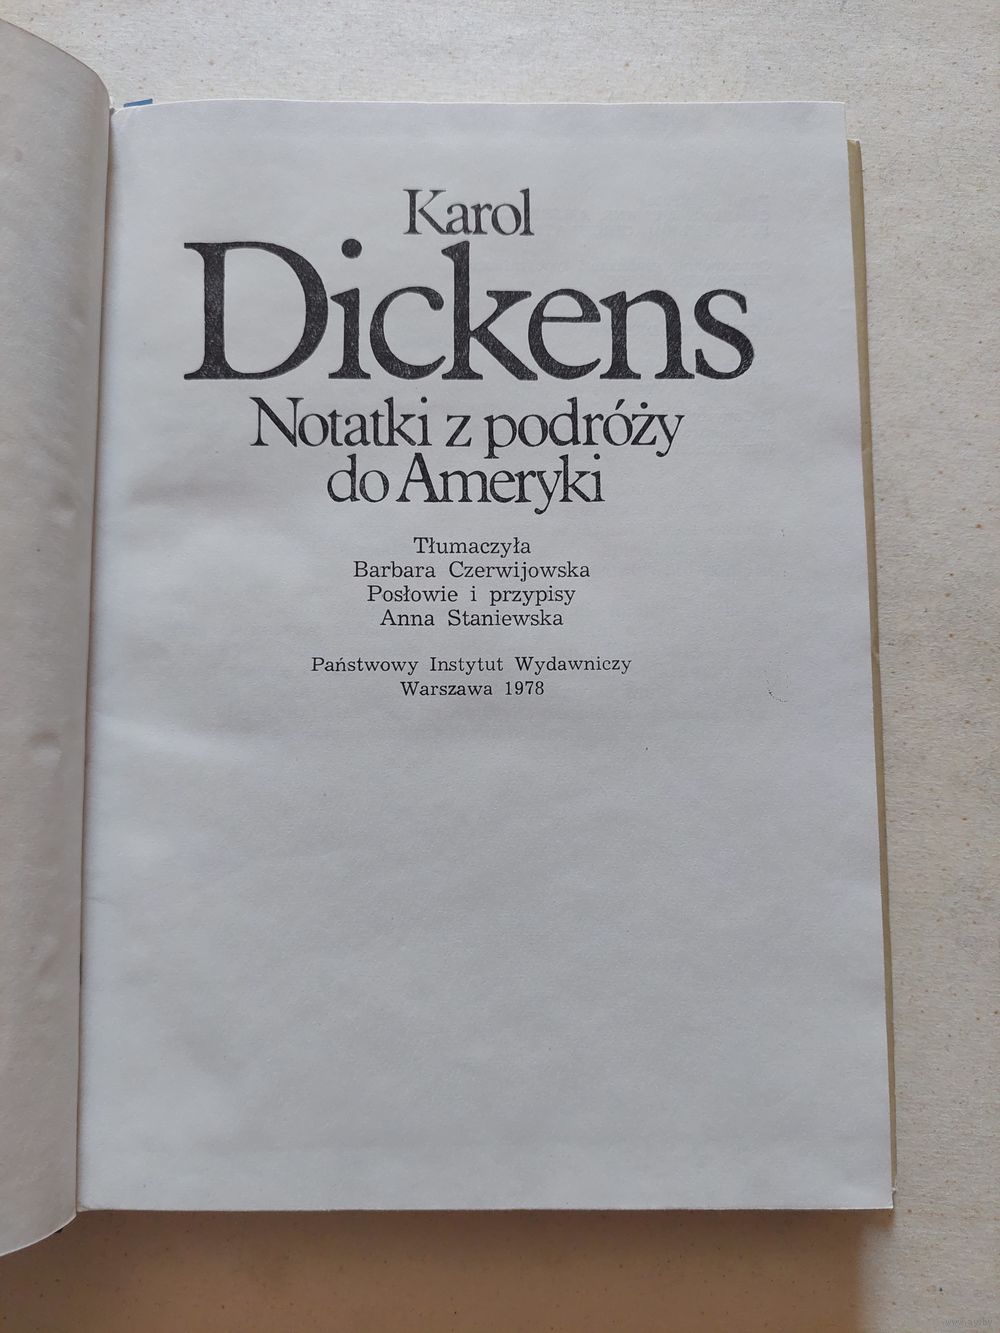 Karol
Dickens
Notatki z podróży
do Ameryki
Tłumaczyła
Barbara Czerwijowska
Posłowie i przypisy
Anna Staniewska
Państwowy Instytut Wydawniczy
Warszawa 1978